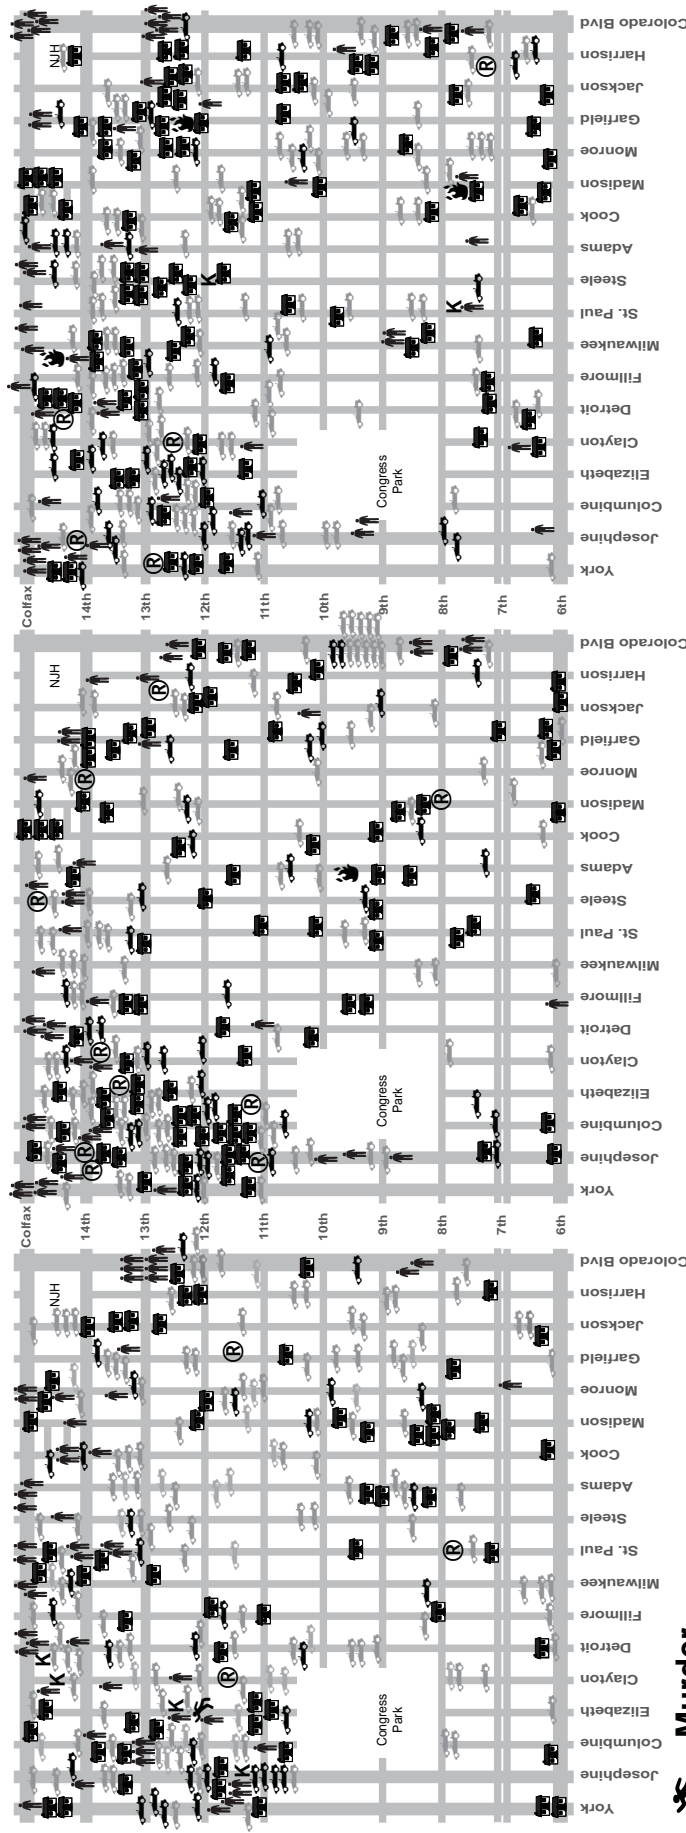 Murder
Colfax
14th
13th
12th
11th
10th
9th
8th
7th
6th
York
Josephine
Columbine
Elizabeth
Clayton
Detroit
Fillmore
Milwaukee
St. Paul
Steele
Adams
Cook
Madison
Monroe
Garfield
Jackson
Harrison
Colorado Blvd
NJH
Congress
Park
K
K
K
K
R
R
R
Colfax
14th
13th
12th
11th
10th
9th
8th
7th
6th
York
Josephine
Columbine
Elizabeth
Clayton
Detroit
Fillmore
Milwaukee
St. Paul
Steele
Adams
Cook
Madison
Monroe
Garfield
Jackson
Harrison
Colorado Blvd
NJH
Congress
Park
R
R
R
R
R
R
R
R
R
R
Colfax
14th
13th
12th
11th
10th
9th
8th
7th
6th
York
Josephine
Columbine
Elizabeth
Clayton
Detroit
Fillmore
Milwaukee
St. Paul
Steele
Adams
Cook
Madison
Monroe
Garfield
Jackson
Harrison
Colorado Blvd
NJH
Congress
Park
K
K
R
R
R
R
R